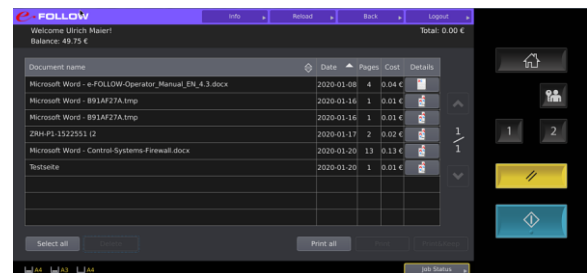 e-FOLLOW Info Reload Back Logout
Welcome Ulrich Maier! Total: 0.00 €
Balance: 49.75 €
Document name Date Pages Cost Details
Microsoft Word - e-FOLLOW-Operator_Manual_EN_4.3.docx 2020-01-08 4 0.04 €
Microsoft Word - B91AF27A.tmp 2020-01-16 1 0.01 €
Microsoft Word - B91AF27A.tmp 2020-01-16 1 0.01 €
ZRH-P1-1522551 (2 2020-01-17 2 0.02 €
Microsoft Word - Control-Systems-Firewall.docx 2020-01-20 13 0.13 €
Testseite 2020-01-20 1 0.01 €
1
1
1 2
Select all Delete Print all Print
A4 A3 A4 Job Status